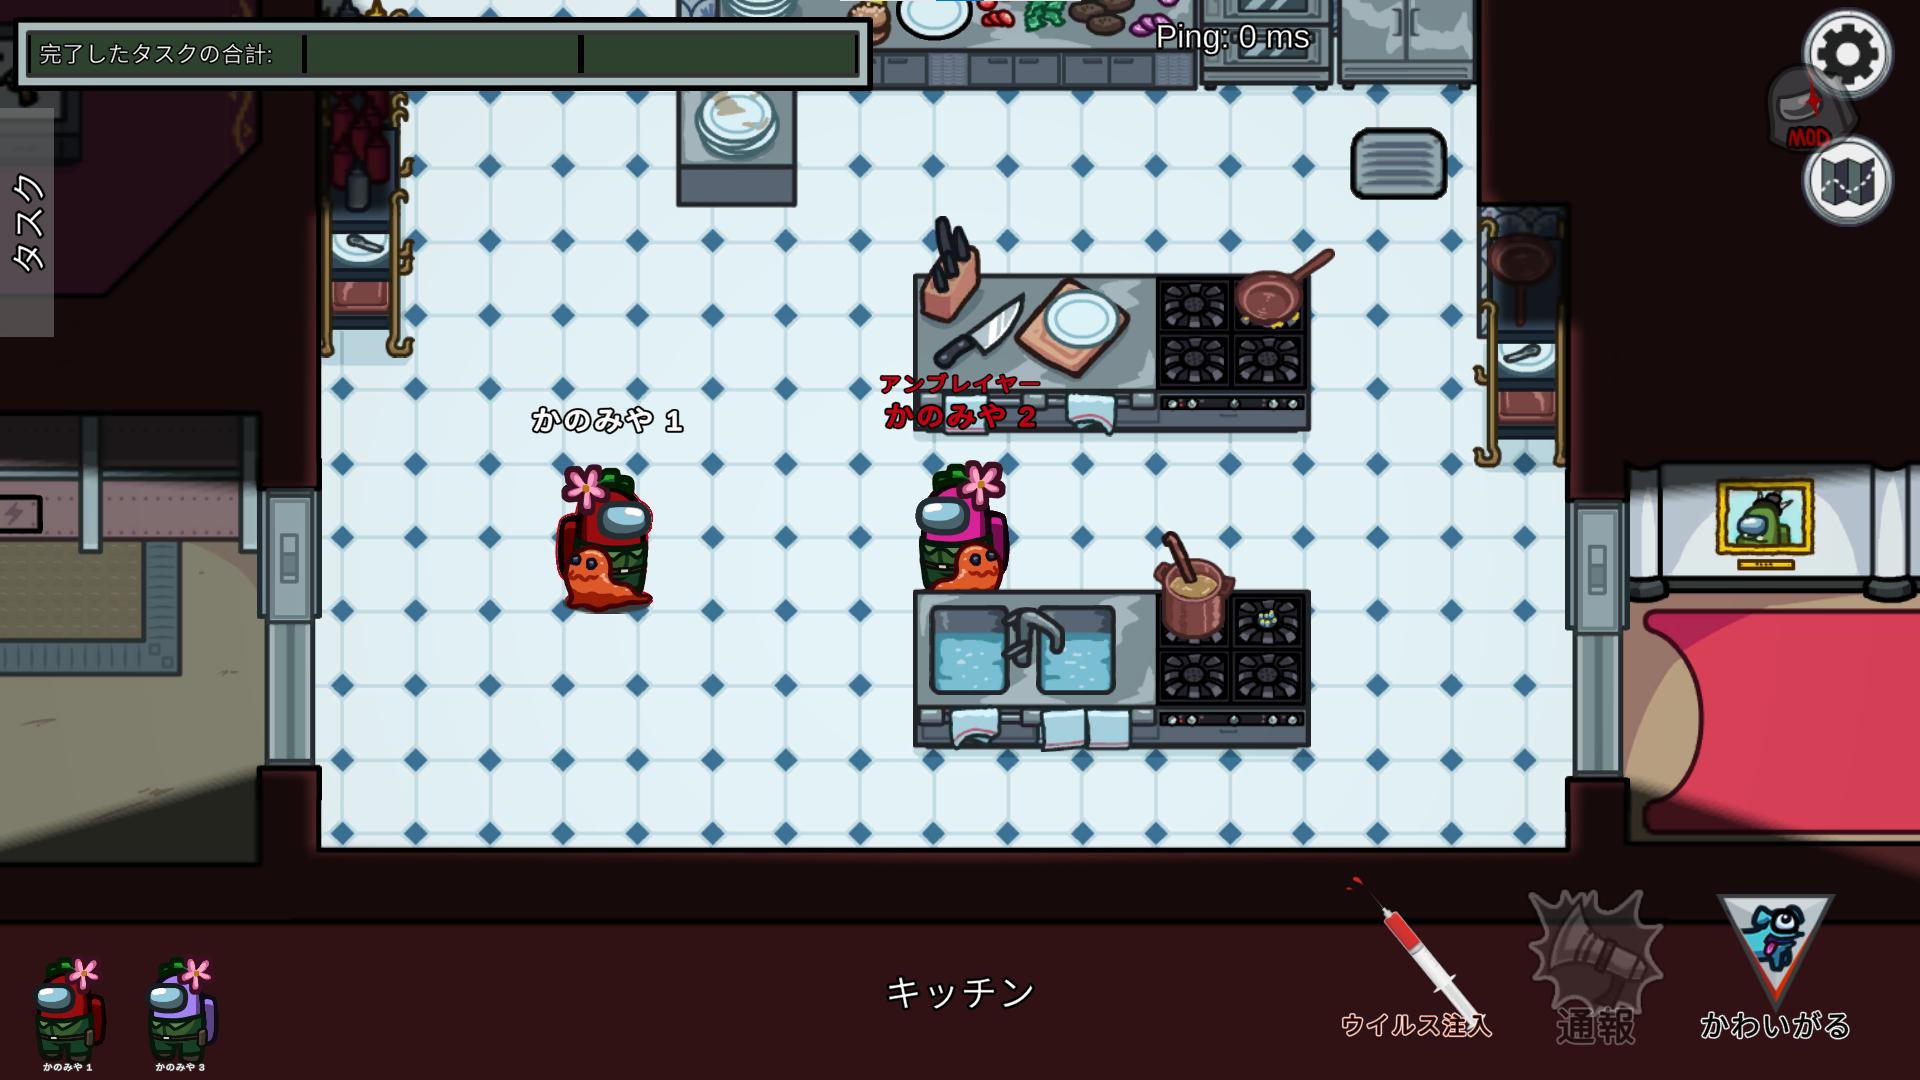 完了したタスクの合計:
Ping: 0 ms
MOD
タスク
アンブレイヤー
かのみや 1
かのみや 2
キッチン
ウイルス注入
通報
かわいがる
かのみや 1
かのみや 3